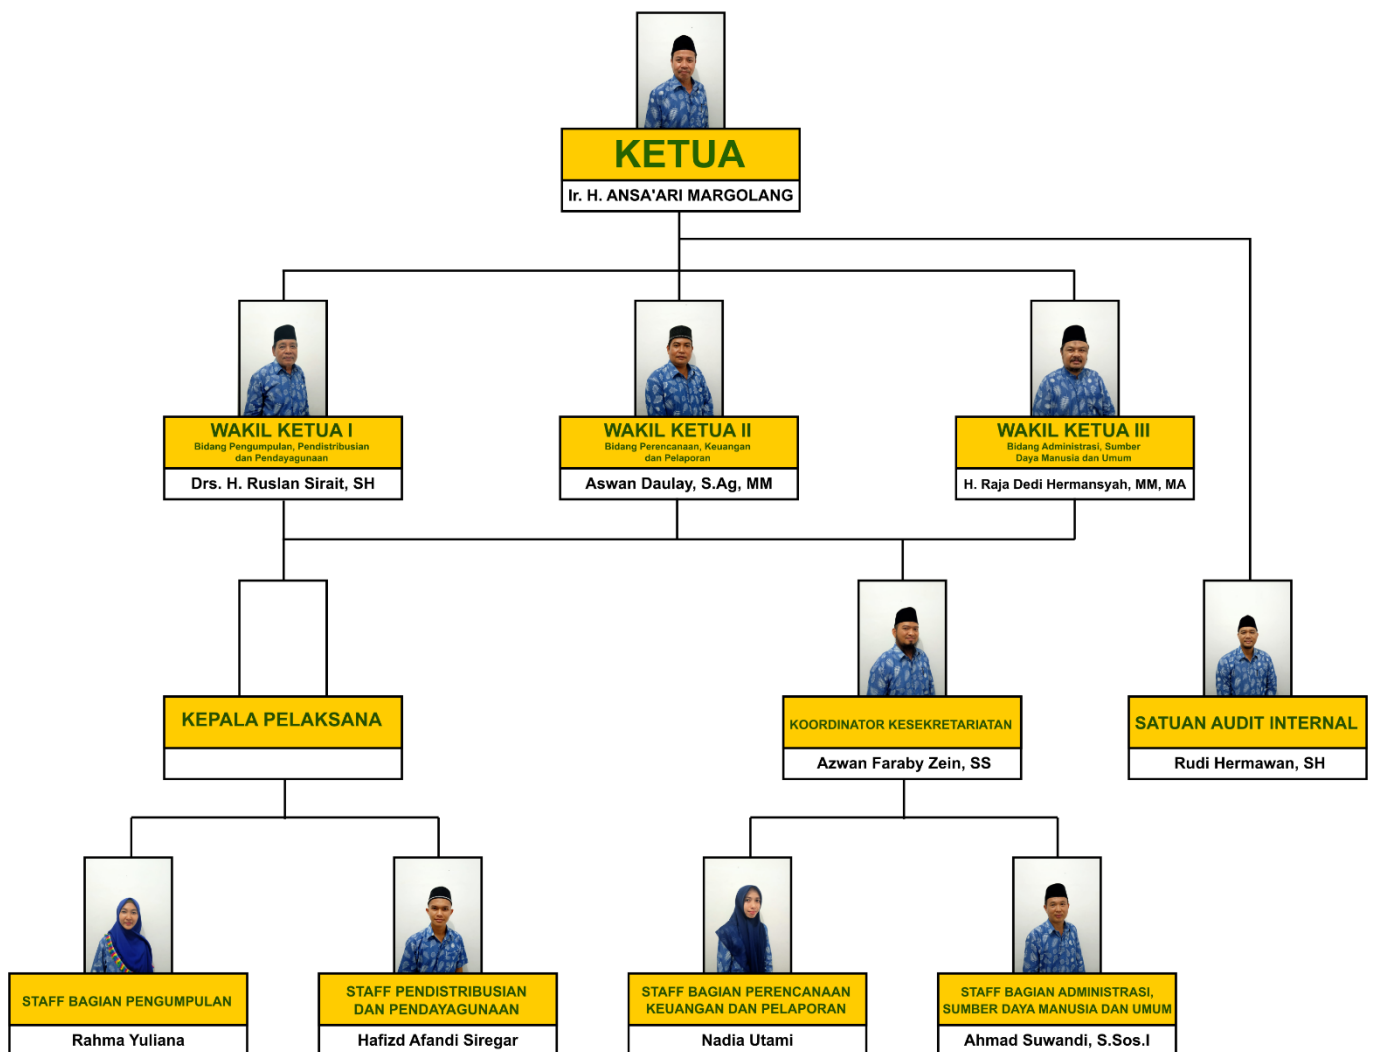 KETUA
Ir. H. ANSA'ARI MARGOLANG
WAKIL KETUA I
Bidang Pengumpulan, Pendistribusian
dan Pendayagunaan
Drs. H. Ruslan Sirait, SH
WAKIL KETUA II
Bidang Perencanaan, Keuangan
dan Pelaporan
Aswan Daulay, S.Ag, MM
WAKIL KETUA III
Bidang Administrasi, Sumber
Daya Manusia dan Umum
H. Raja Dedi Hermansyah, MM, MA
KEPALA PELAKSANA
KOORDINATOR KESEKRETARIATAN
Azwan Faraby Zein, SS
SATUAN AUDIT INTERNAL
Rudi Hermawan, SH
STAFF BAGIAN PENGUMPULAN
Rahma Yuliana
STAFF PENDISTRIBUSIAN
DAN PENDAYAGUNAAN
Hafizd Afandi Siregar
STAFF BAGIAN PERENCANAAN
KEUANGAN DAN PELAPORAN
Nadia Utami
STAFF BAGIAN ADMINISTRASI,
SUMBER DAYA MANUSIA DAN UMUM
Ahmad Suwandi, S.Sos.I